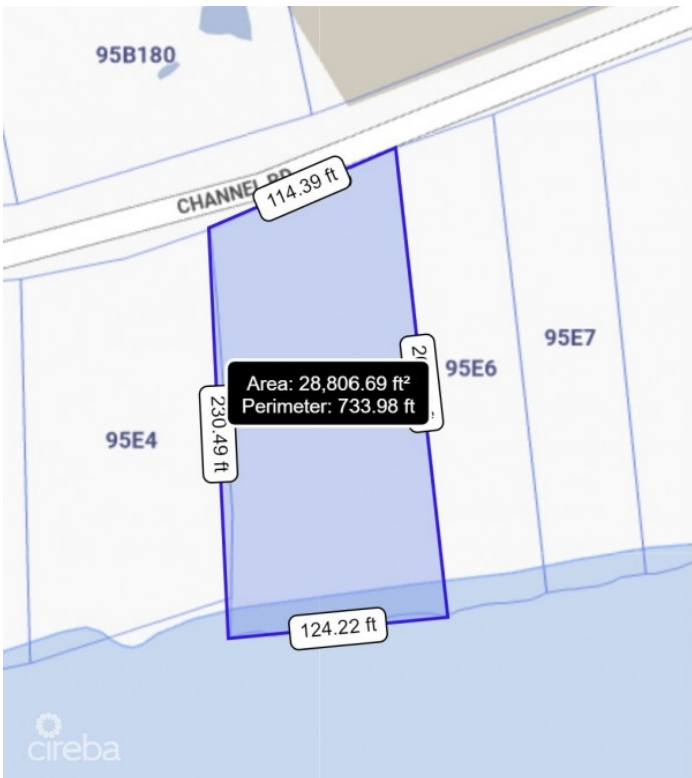 95B180
CHANNEL RD
114.39 ft
95E7
95E6
Area: 28,806.69 ft²
Perimeter: 733.98 ft
230.49 ft
95E4
124.22 ft
cireba